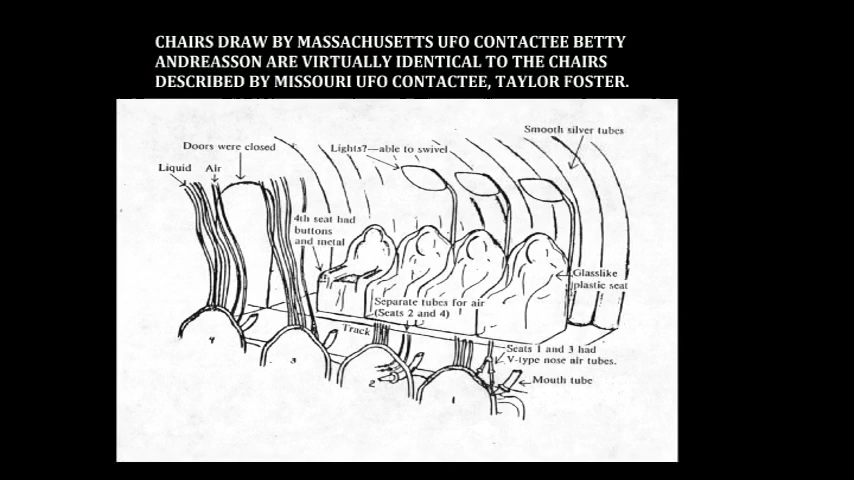 CHAIRS DRAW BY MASSACHUSETTS UFO CONTACTEE BETTY
ANDREASSON ARE VIRTUALLY IDENTICAL TO THE CHAIRS
DESCRIBED BY MISSOURI UFO CONTACTEE, TAYLOR FOSTER.
Smooth silver tubes
Doors were closed
Lights?—able to swivel
Liquid Air
4th seat had
buttons
and metal
Glasslike
plastic seat
Separate tubes for air
(Seats 2 and 4)
Track
Seats 1 and 3 had
V-type nose air tubes.
Mouth tube
4
3
2
1